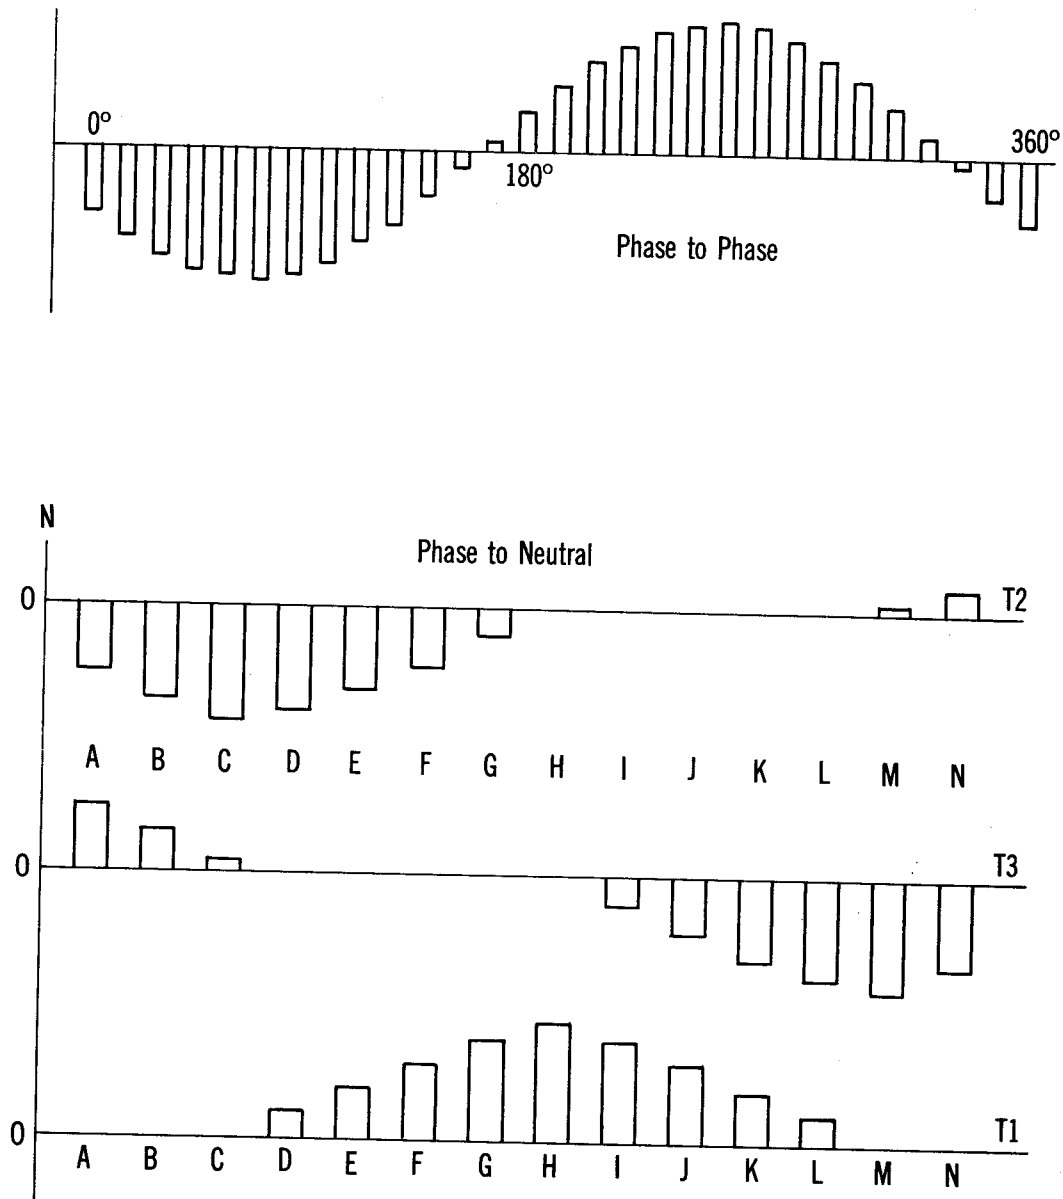 0°
360°
180°
Phase to Phase
N
Phase to Neutral
0 T2
A B C D E F G H I J K L M N
0 T3
0 T1
A B C D E F G H I J K L M N